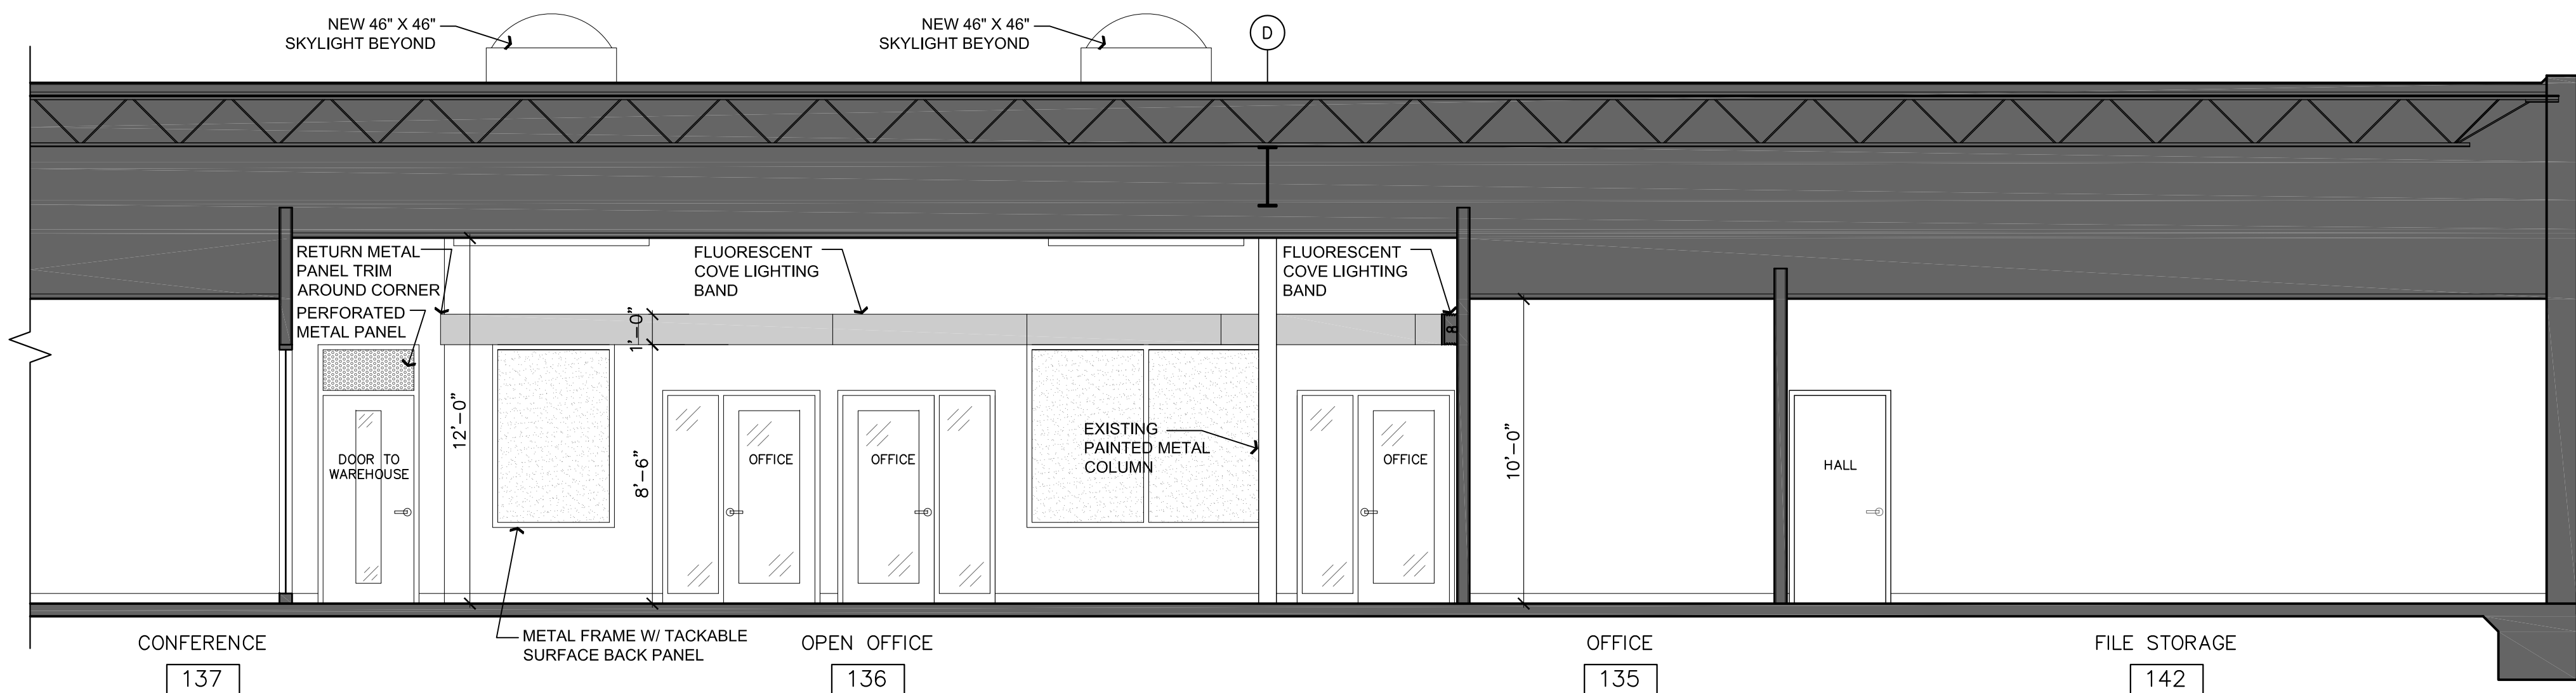 NEW 46" X 46"
SKYLIGHT BEYOND
NEW 46" X 46"
SKYLIGHT BEYOND
D
RETURN METAL
PANEL TRIM
AROUND CORNER
PERFORATED
METAL PANEL
FLUORESCENT
COVE LIGHTING
BAND
FLUORESCENT
COVE LIGHTING
BAND
1'-0"
12'-0"
8'-6"
10'-0"
DOOR TO
WAREHOUSE
OFFICE
OFFICE
EXISTING
PAINTED METAL
COLUMN
OFFICE
HALL
METAL FRAME W/ TACKABLE
SURFACE BACK PANEL
CONFERENCE
137
OPEN OFFICE
136
OFFICE
135
FILE STORAGE
142